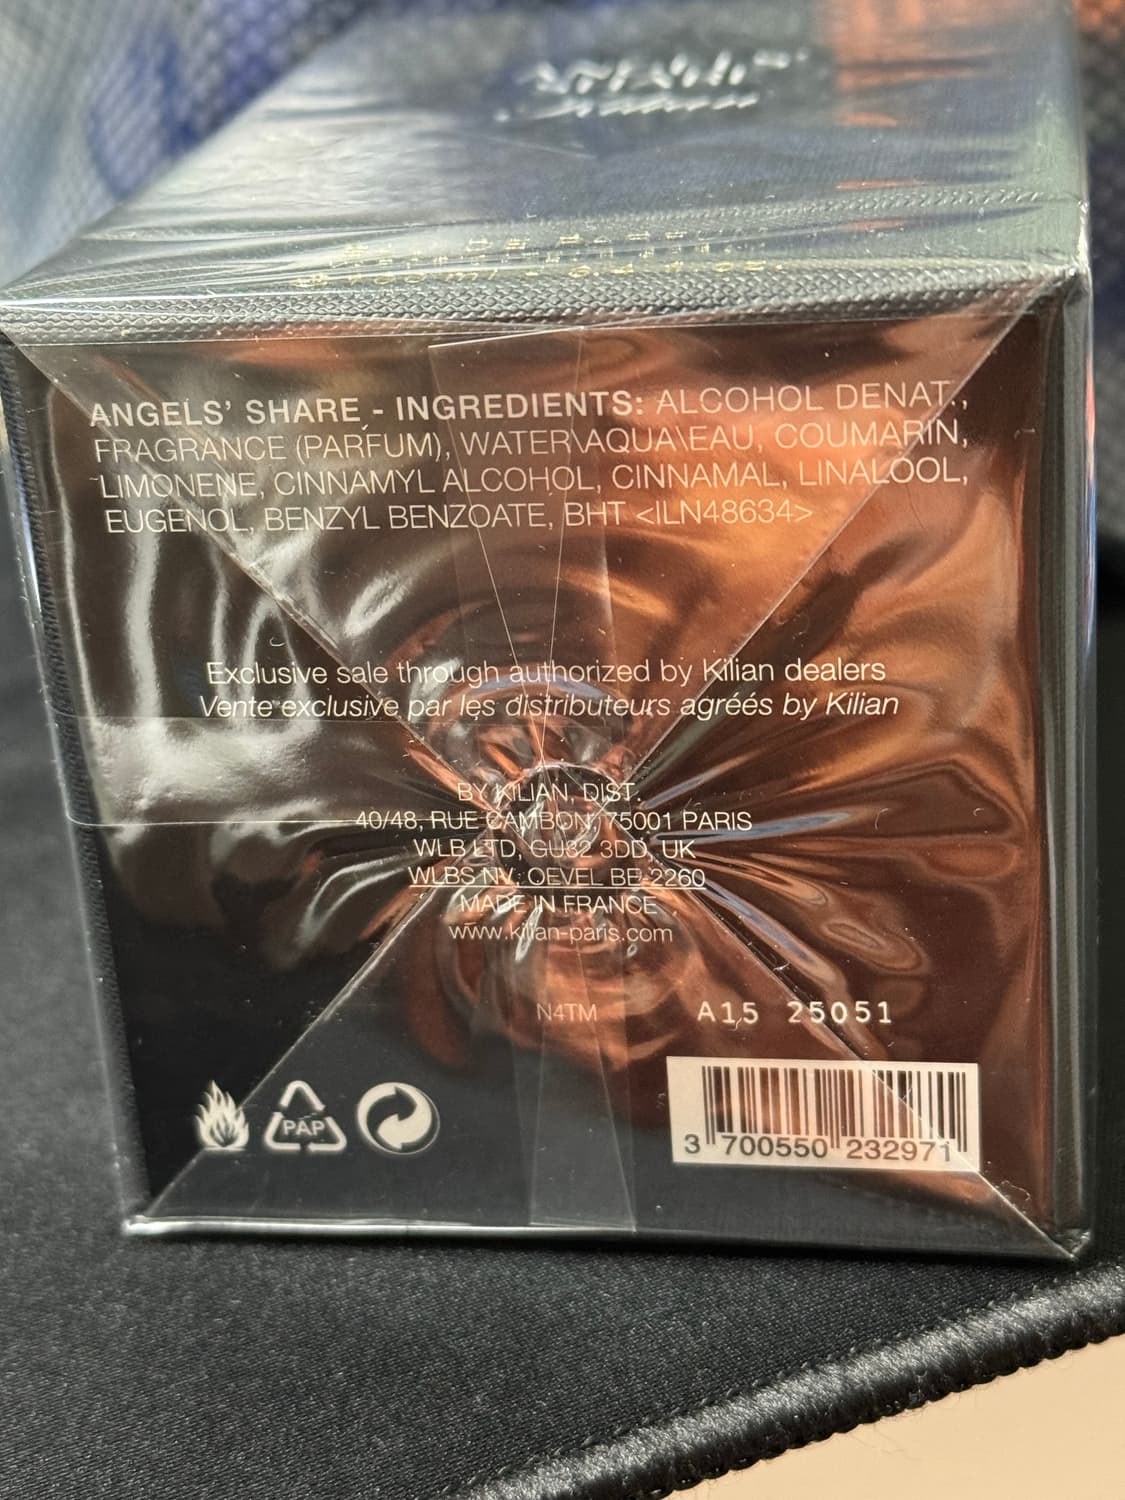 ANGELS'
SHARE
ANGELS' SHARE - INGREDIENTS: ALCOHOL DENAT.,
FRAGRANCE (PARFUM), WATER\AQUA\EAU, COUMARIN,
LIMONENE, CINNAMYL ALCOHOL, CINNAMAL, LINALOOL,
EUGENOL, BENZYL BENZOATE, BHT <ILN48634>
Exclusive sale through authorized by Kilian dealers
Vente exclusive par les distributeurs agréés by Kilian
BY KILIAN, DIST.
40/48, RUE CAMBON, 75001 PARIS
WLB LTD, GU32 3DD, UK
WLBS NV, OEVEL BE-2260
MADE IN FRANCE
www.kilian-paris.com
N4TM A15 25051
PAP
3 700550 232971